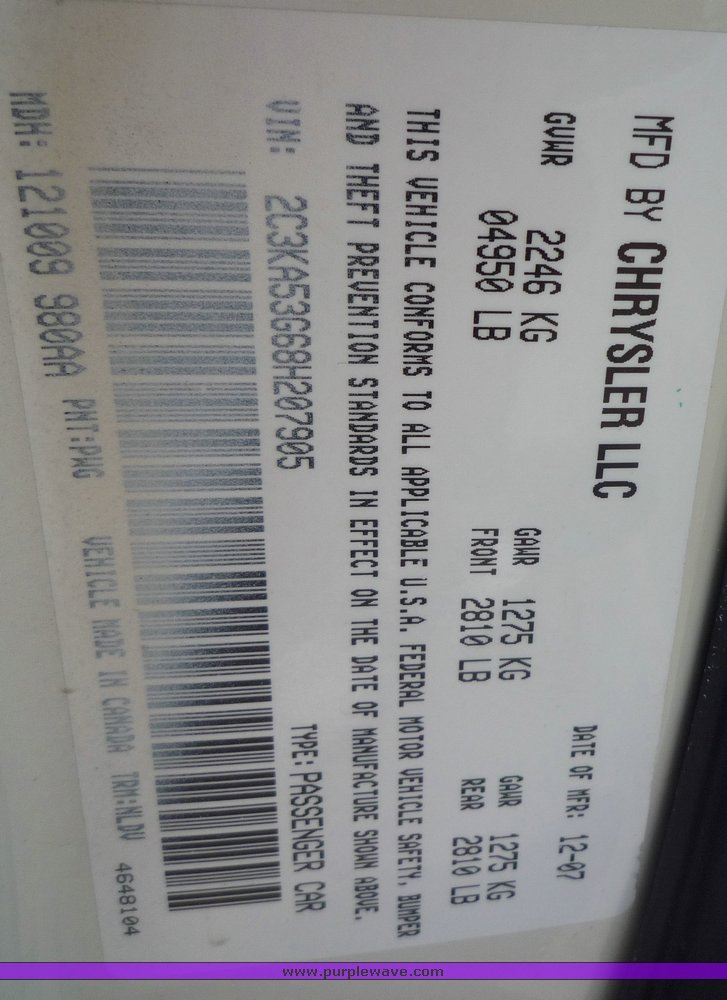 MFD BY CHRYSLER LLC
DATE OF MFR: 12-07
GVWR 2246 KG
04950 LB
GAWR 1275 KG
FRONT 2810 LB
GAWR 1275 KG
REAR 2810 LB
THIS VEHICLE CONFORMS TO ALL APPLICABLE U.S.A. FEDERAL MOTOR VEHICLE SAFETY, BUMPER
AND THEFT PREVENTION STANDARDS IN EFFECT ON THE DATE OF MANUFACTURE SHOWN ABOVE.
VIN: 2C3KA53G68H207905
TYPE: PASSENGER CAR
MDH: 121009 980AA PNT:PWG VEHICLE MADE IN CANADA TRM:NLDV 4648104
www.purplewave.com